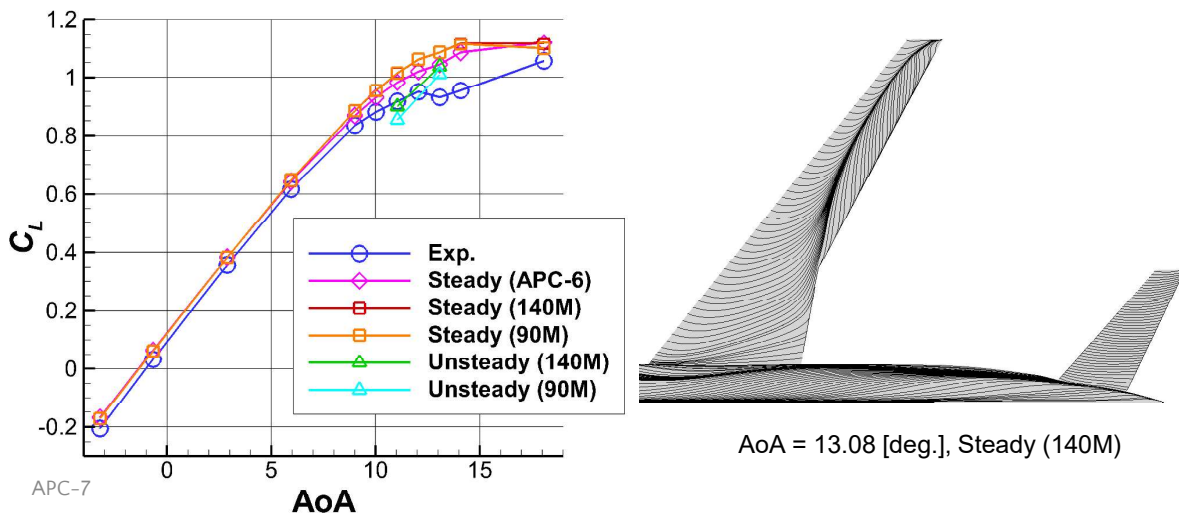 1.2
1
0.8
0.6
0.4
0.2
0
-0.2
C_L
0 5 10 15
AoA
Exp.
Steady (APC-6)
Steady (140M)
Steady (90M)
Unsteady (140M)
Unsteady (90M)
APC-7
AoA = 13.08 [deg.], Steady (140M)